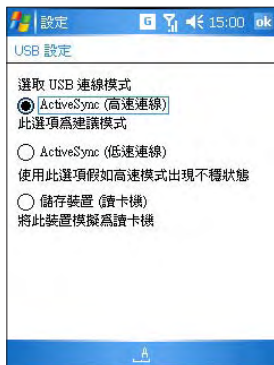 設定 G 15:00 ok
USB 設定
選取 USB 連線模式
ActiveSync (高速連線)
此選項為建議模式
ActiveSync (低速連線)
使用此選項假如高速模式出現不穩狀態
儲存裝置 (讀卡機)
將此裝置模擬為讀卡機
A